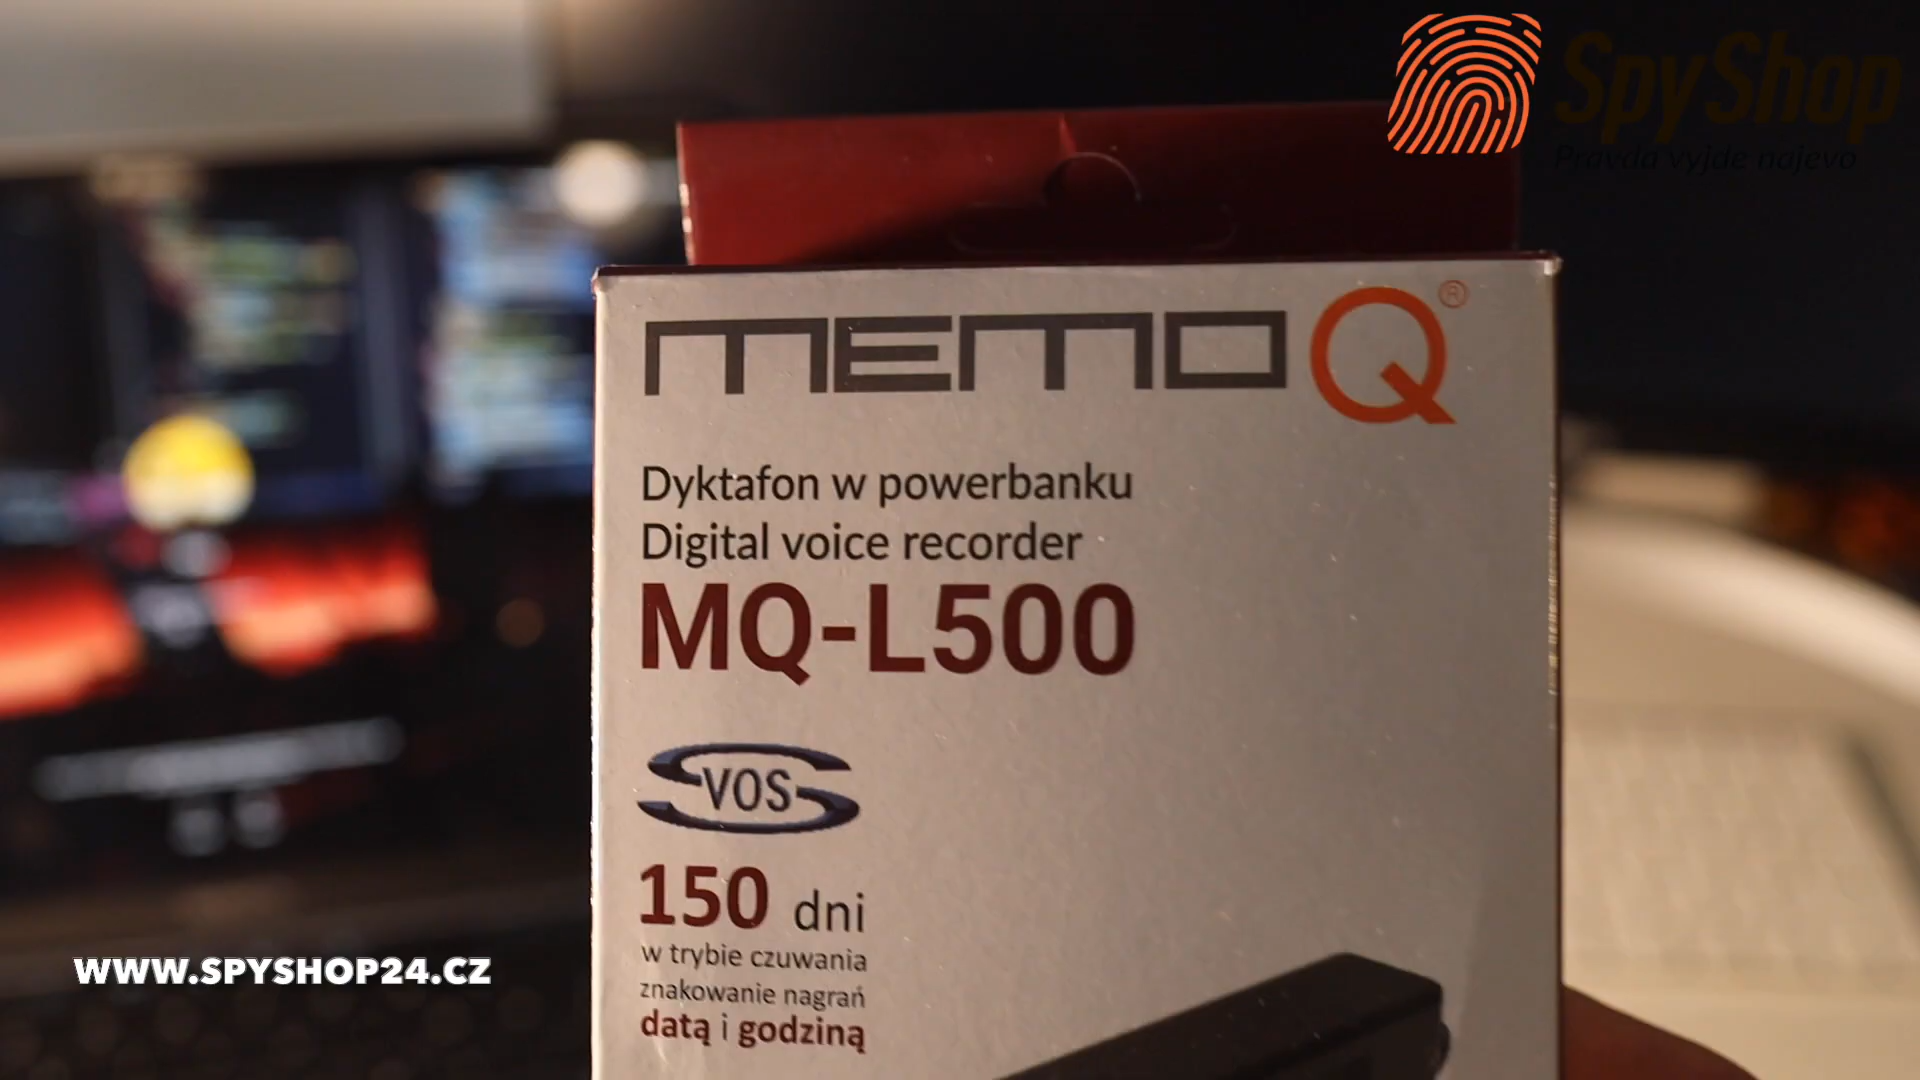 SpyShop
Pravda vyjde najevo
MEMOQ®
Dyktafon w powerbanku
Digital voice recorder
MQ-L500
VOS
150 dni
w trybie czuwania
znakowanie nagrań
datą i godziną
WWW.SPYSHOP24.CZ